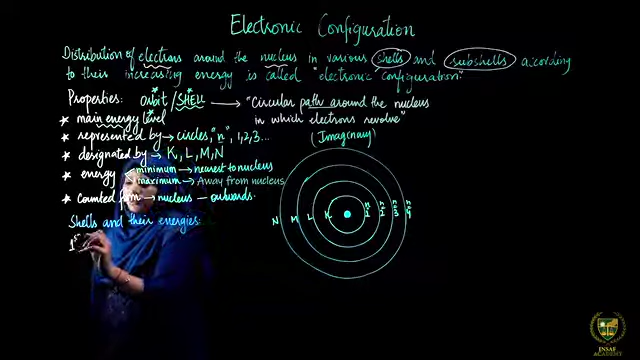 Electronic Configuration
Distribution of electrons around the nucleus in various shells and subshells according
to their increasing energy is called "electronic configuration"
Properties: orbit / SHELL → "Circular path around the nucleus
in which electrons revolve"
(Imaginary)
* main energy level
* represented by → circles, "n", 1, 2, 3...
* designated by → K, L, M, N
* energy minimum → nearest to nucleus
maximum → Away from nucleus
* Counted from → nucleus — outwards.
Shells and their energies:
1st
N M L K
ENSAF
ACADEMY